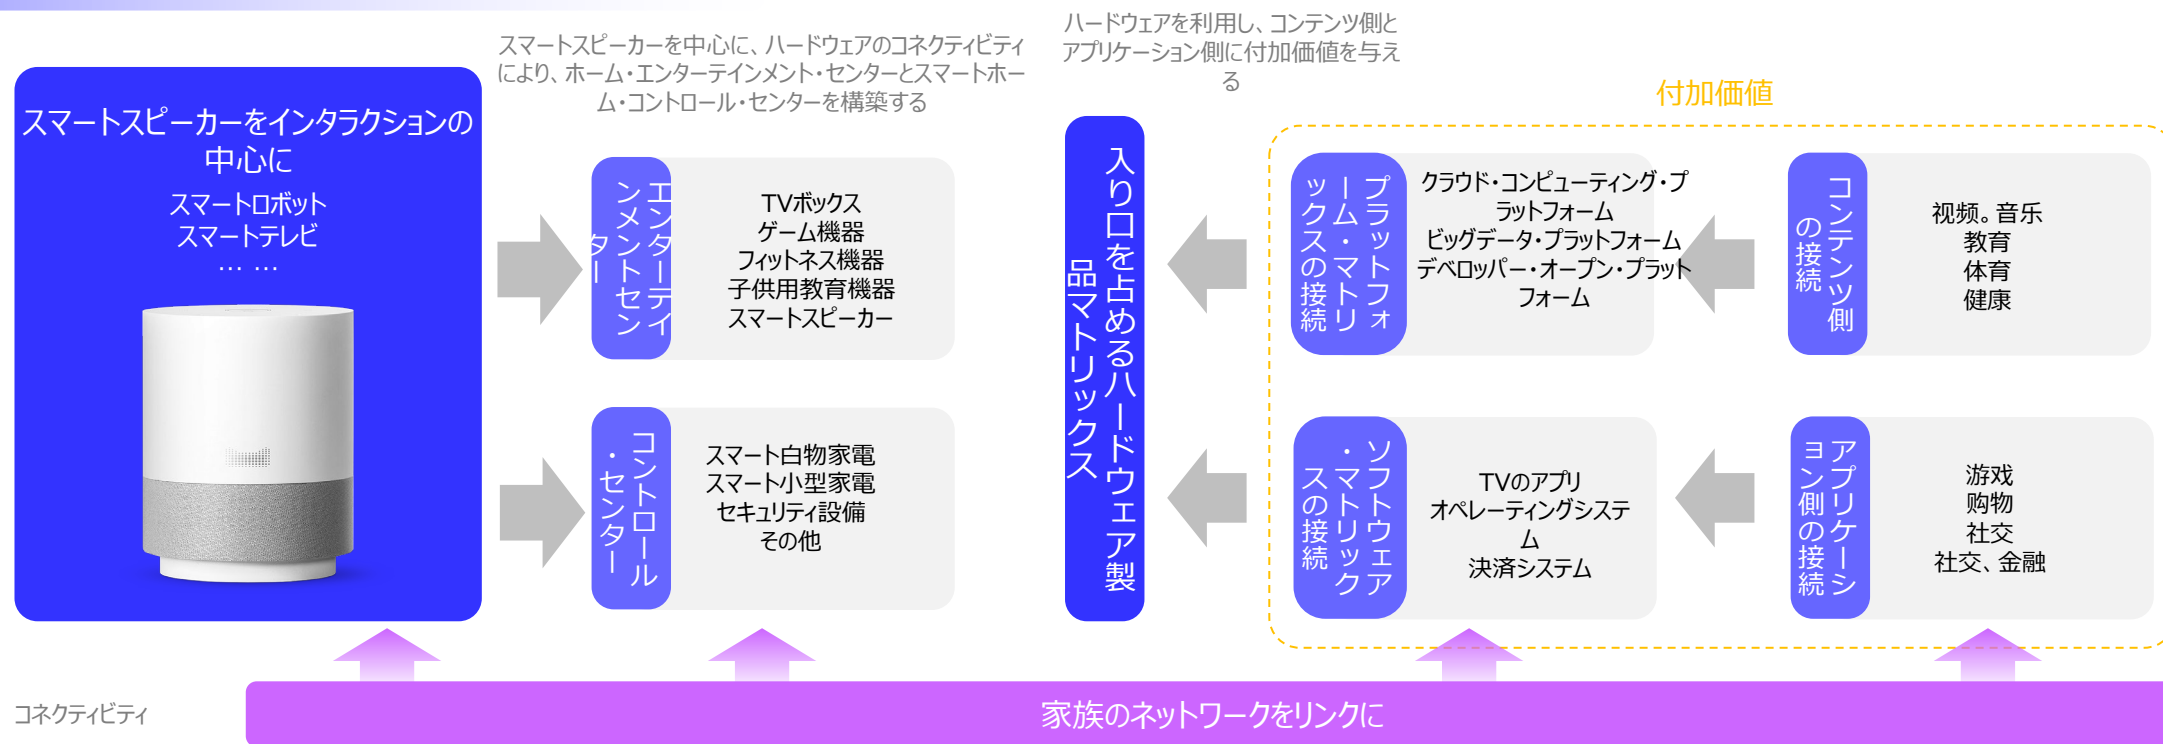 スマートスピーカーを中心に、ハードウェアのコネクティビティ
により、ホーム・エンターテインメント・センターとスマートホー
ム・コントロール・センターを構築する
ハードウェアを利用し、コンテンツ側と
アプリケーション側に付加価値を与え
る
付加価値
スマートスピーカーをインタラクションの
中心に
スマートロボット
スマートテレビ
… …
エンターテイ
ンメントセン
ター
TVボックス
ゲーム機器
フィットネス機器
子供用教育機器
スマートスピーカー
コントロール
・センター
スマート白物家電
スマート小型家電
セキュリティ設備
その他
入り口を占めるハードウェア製
品マトリックス
プラットフォ
ーム・マトリ
ックスの接続
クラウド・コンピューティング・プ
ラットフォーム
ビッグデータ・プラットフォーム
デベロッパー・オープン・プラット
フォーム
コンテンツ側
の接続
视频。音乐
教育
体育
健康
ソフトウェア
・マトリック
スの接続
TVのアプリ
オペレーティングシステ
ム
決済システム
アプリケーシ
ョン側の接続
游戏
购物
社交
社交、金融
コネクティビティ
家族のネットワークをリンクに